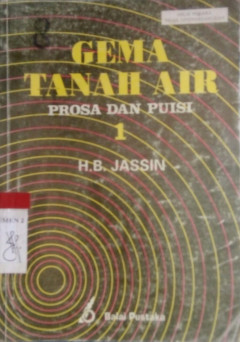 GEMA
TANAH AIR
PROSA DAN PUISI
1
H.B. JASSIN
Balai Pustaka